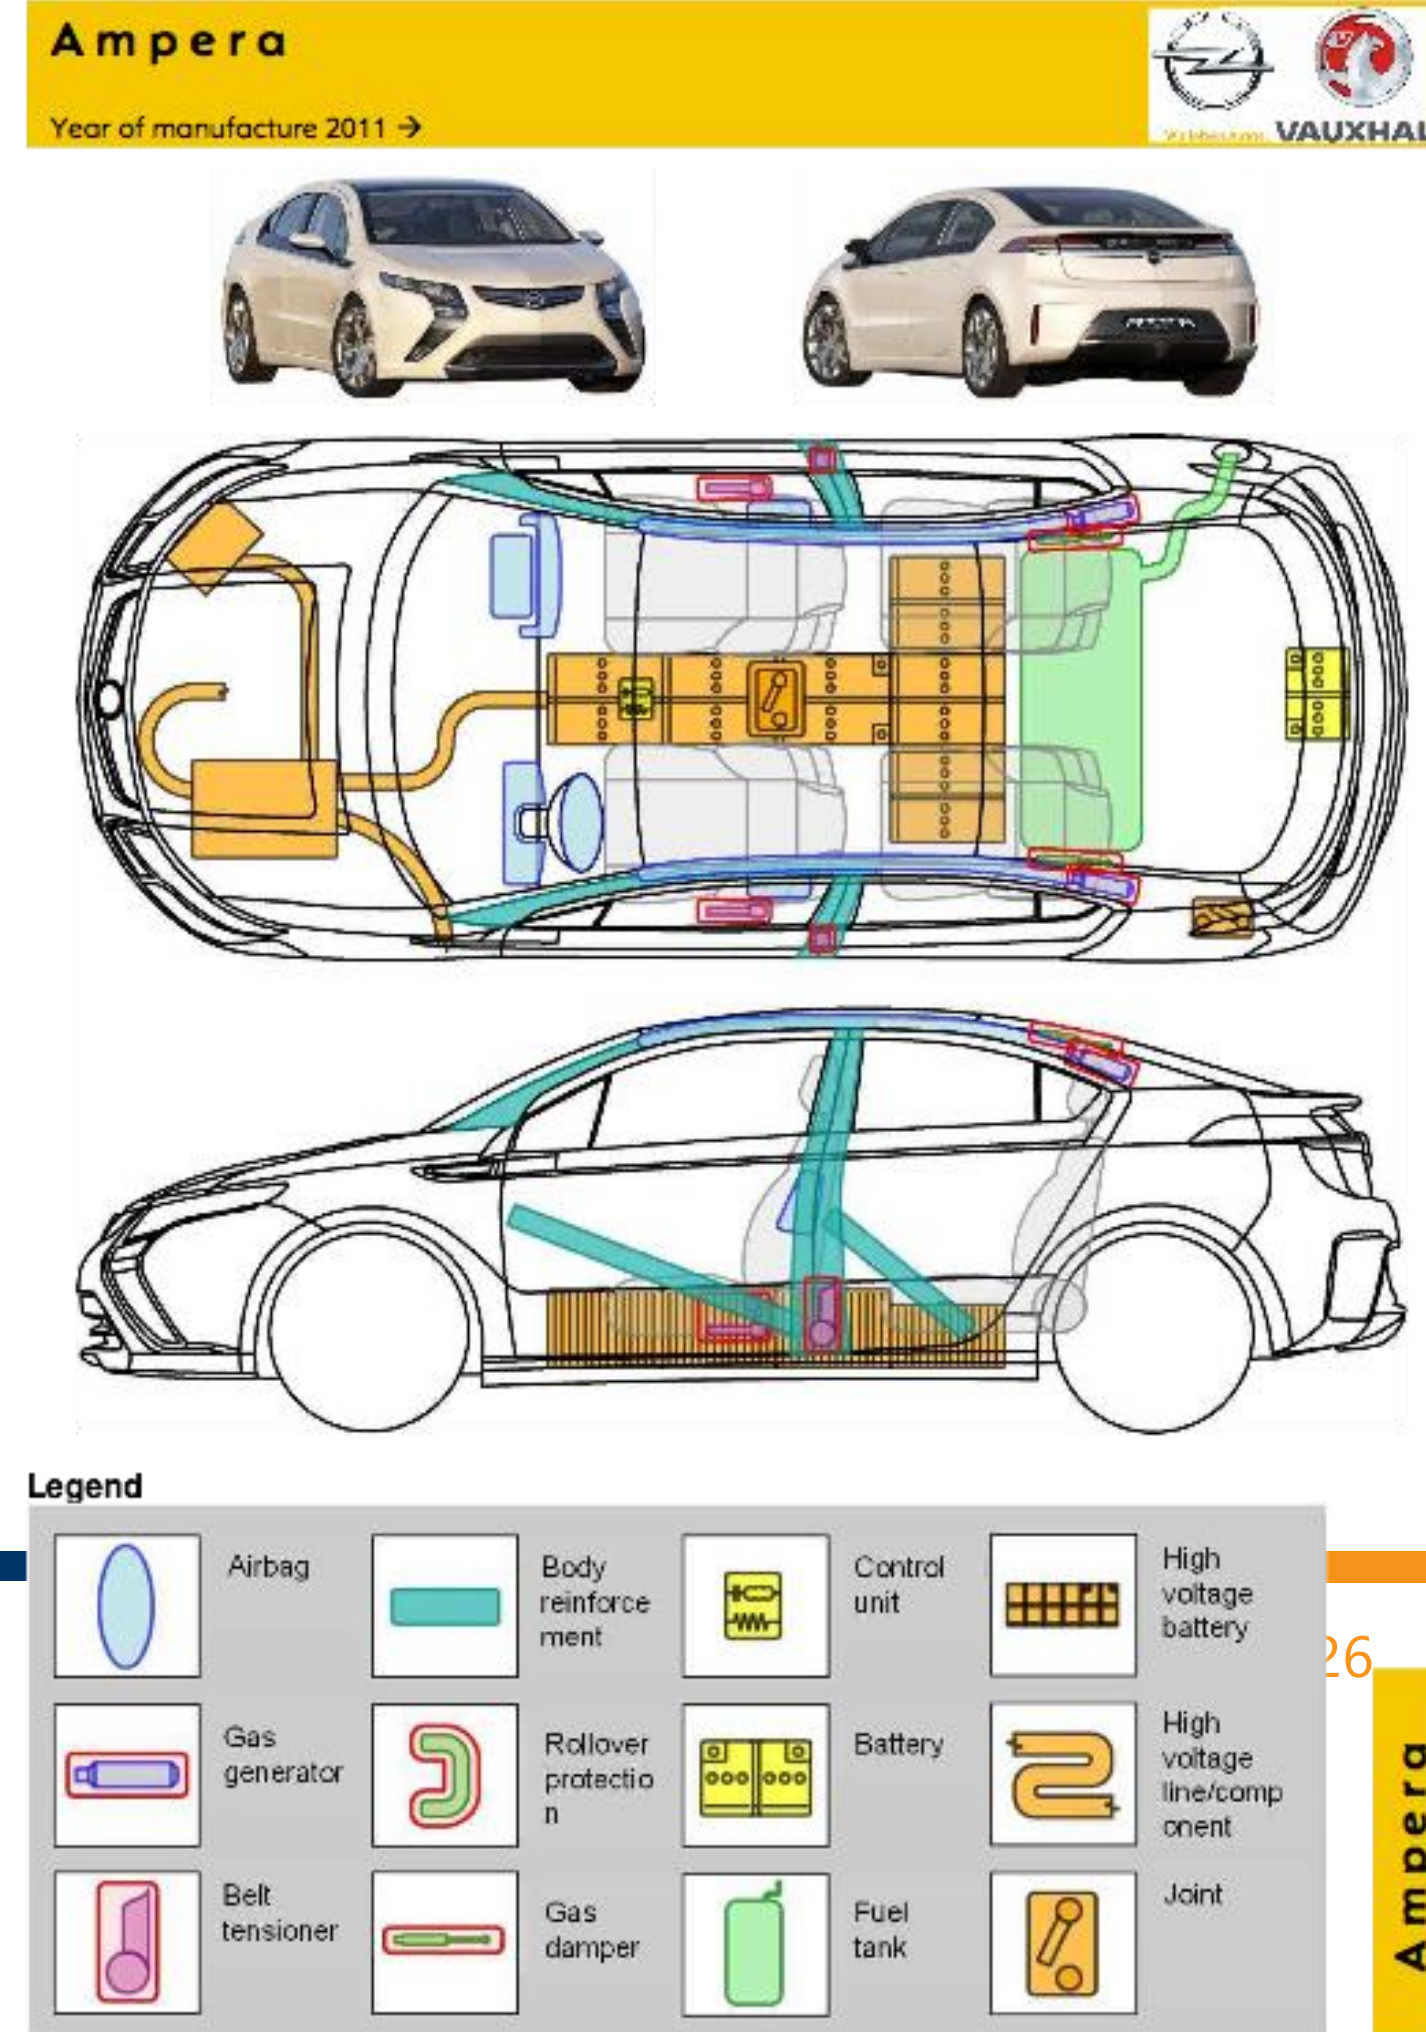 Ampera
Year of manufacture 2011 →
VAUXHAL
Legend
Airbag
Body
reinforce
ment
Control
unit
High
voltage
battery
Gas
generator
Rollover
protectio
n
Battery
High
voltage
line/comp
onent
Belt
tensioner
Gas
damper
Fuel
tank
Joint
26
Ampera